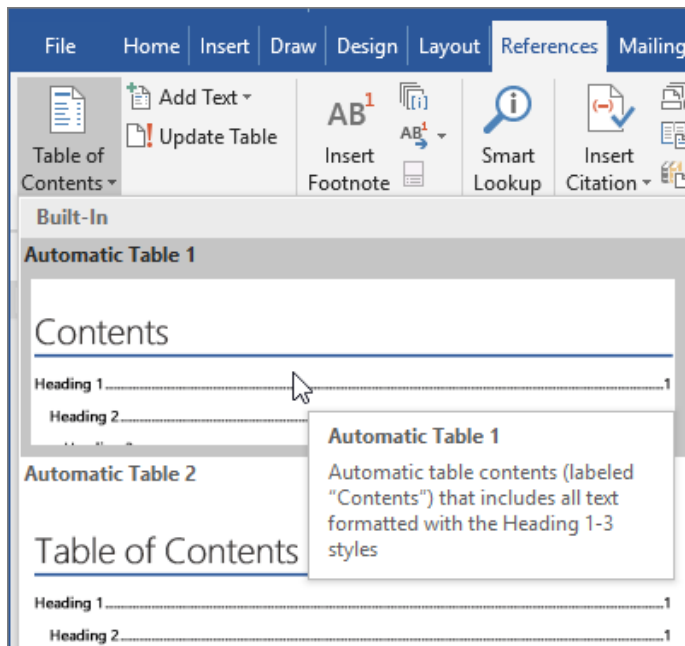 File Home Insert Draw Design Layout References Mailing
Add Text
Update Table
Table of
Contents
AB1
Insert
Footnote
[i]
AB1
Smart
Lookup
(-)
Insert
Citation
Built-In
Automatic Table 1
Contents
Heading 1 1
Heading 2
Automatic Table 1
Automatic table contents (labeled
“Contents”) that includes all text
formatted with the Heading 1-3
styles
Automatic Table 2
Table of Contents
Heading 1 1
Heading 2 1